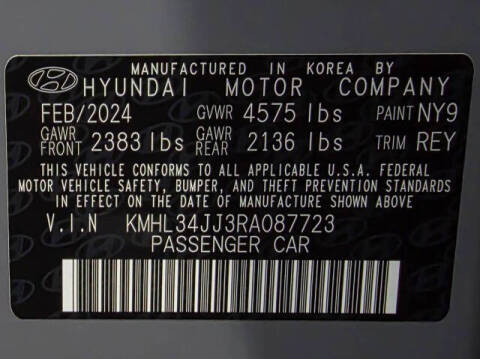 MANUFACTURED IN KOREA BY
HYUNDAI MOTOR COMPANY
FEB/2024 GVWR 4575 lbs PAINT NY9
GAWR FRONT 2383 lbs GAWR REAR 2136 lbs TRIM REY
THIS VEHICLE CONFORMS TO ALL APPLICABLE U.S.A. FEDERAL
MOTOR VEHICLE SAFETY, BUMPER, AND THEFT PREVENTION STANDARDS
IN EFFECT ON THE DATE OF MANUFACTURE SHOWN ABOVE
V.I.N KMHL34JJ3RA087723
PASSENGER CAR